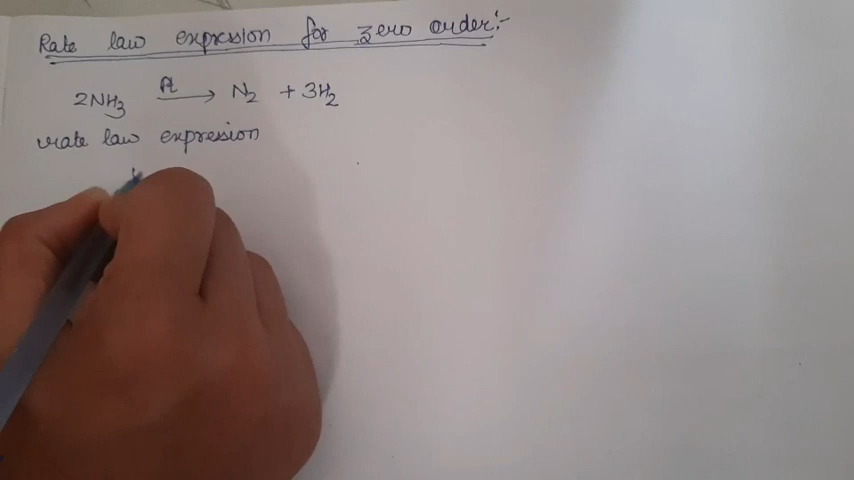 Rate law expression for zero order:-
2NH3 Pt → N2 + 3H2
rate law expression